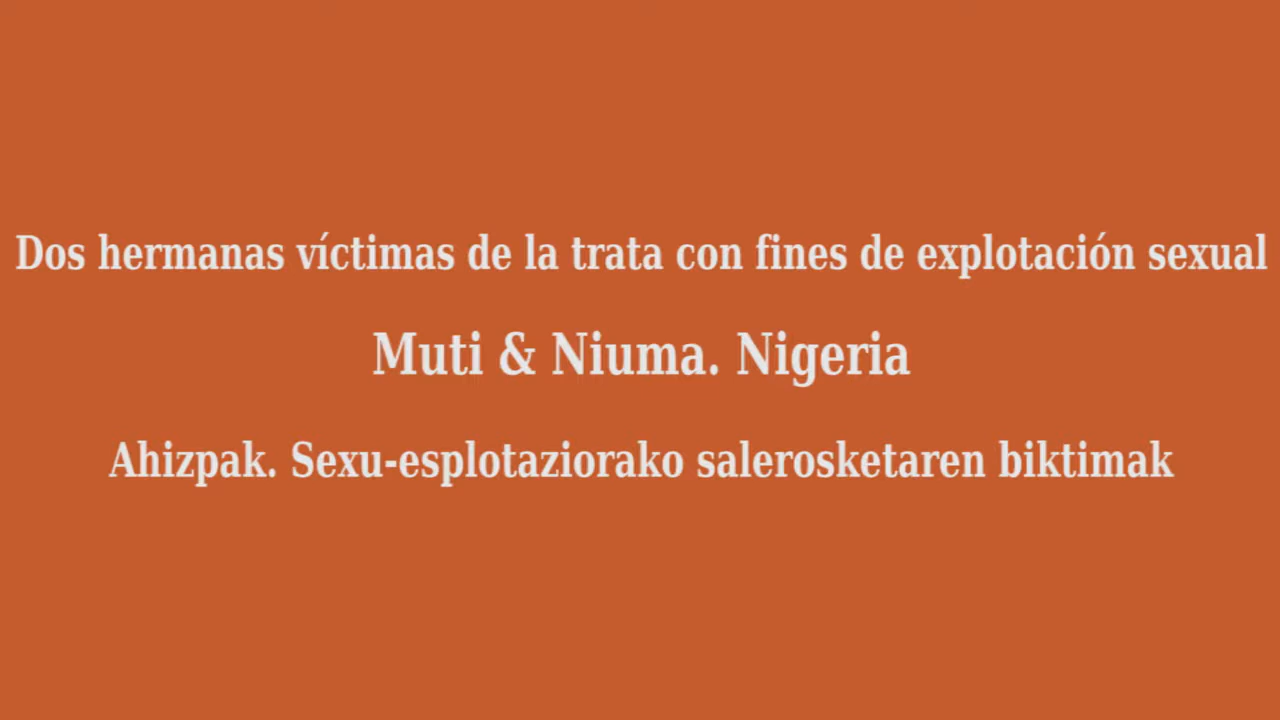 Dos hermanas víctimas de la trata con fines de explotación sexual
Muti & Niuma. Nigeria
Ahizpak. Sexu-esplotaziorako salerosketaren biktimak